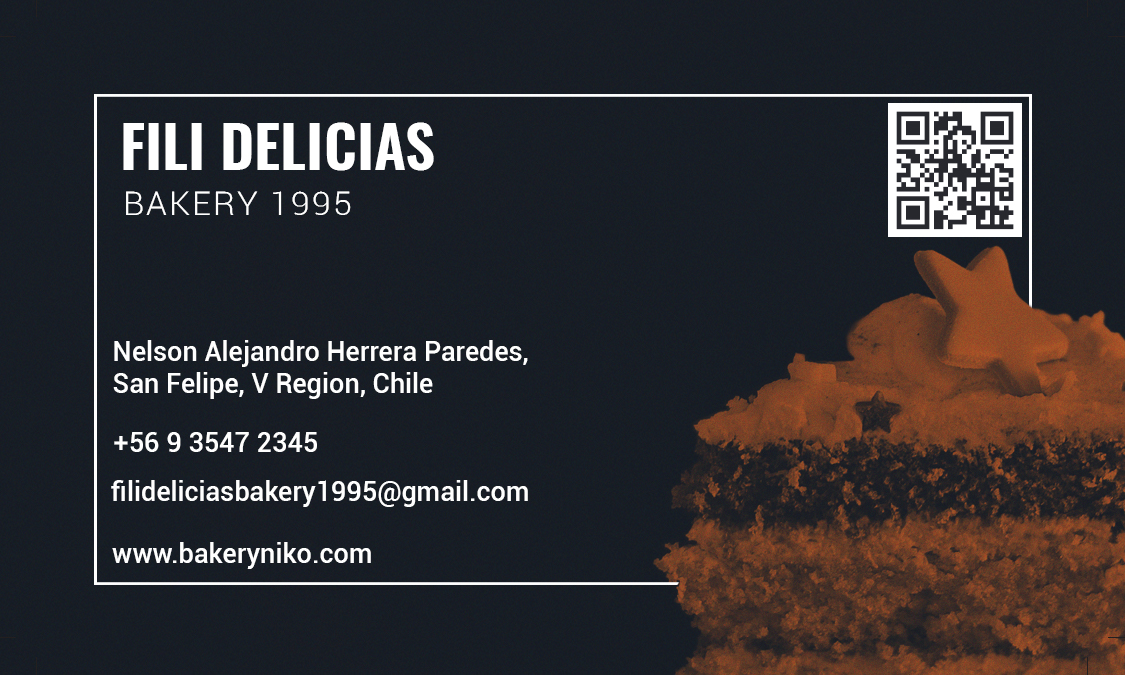 FILI DELICIAS
BAKERY 1995
Nelson Alejandro Herrera Paredes,
San Felipe, V Region, Chile
+56 9 3547 2345
filideliciasbakery1995@gmail.com
www.bakeryniko.com